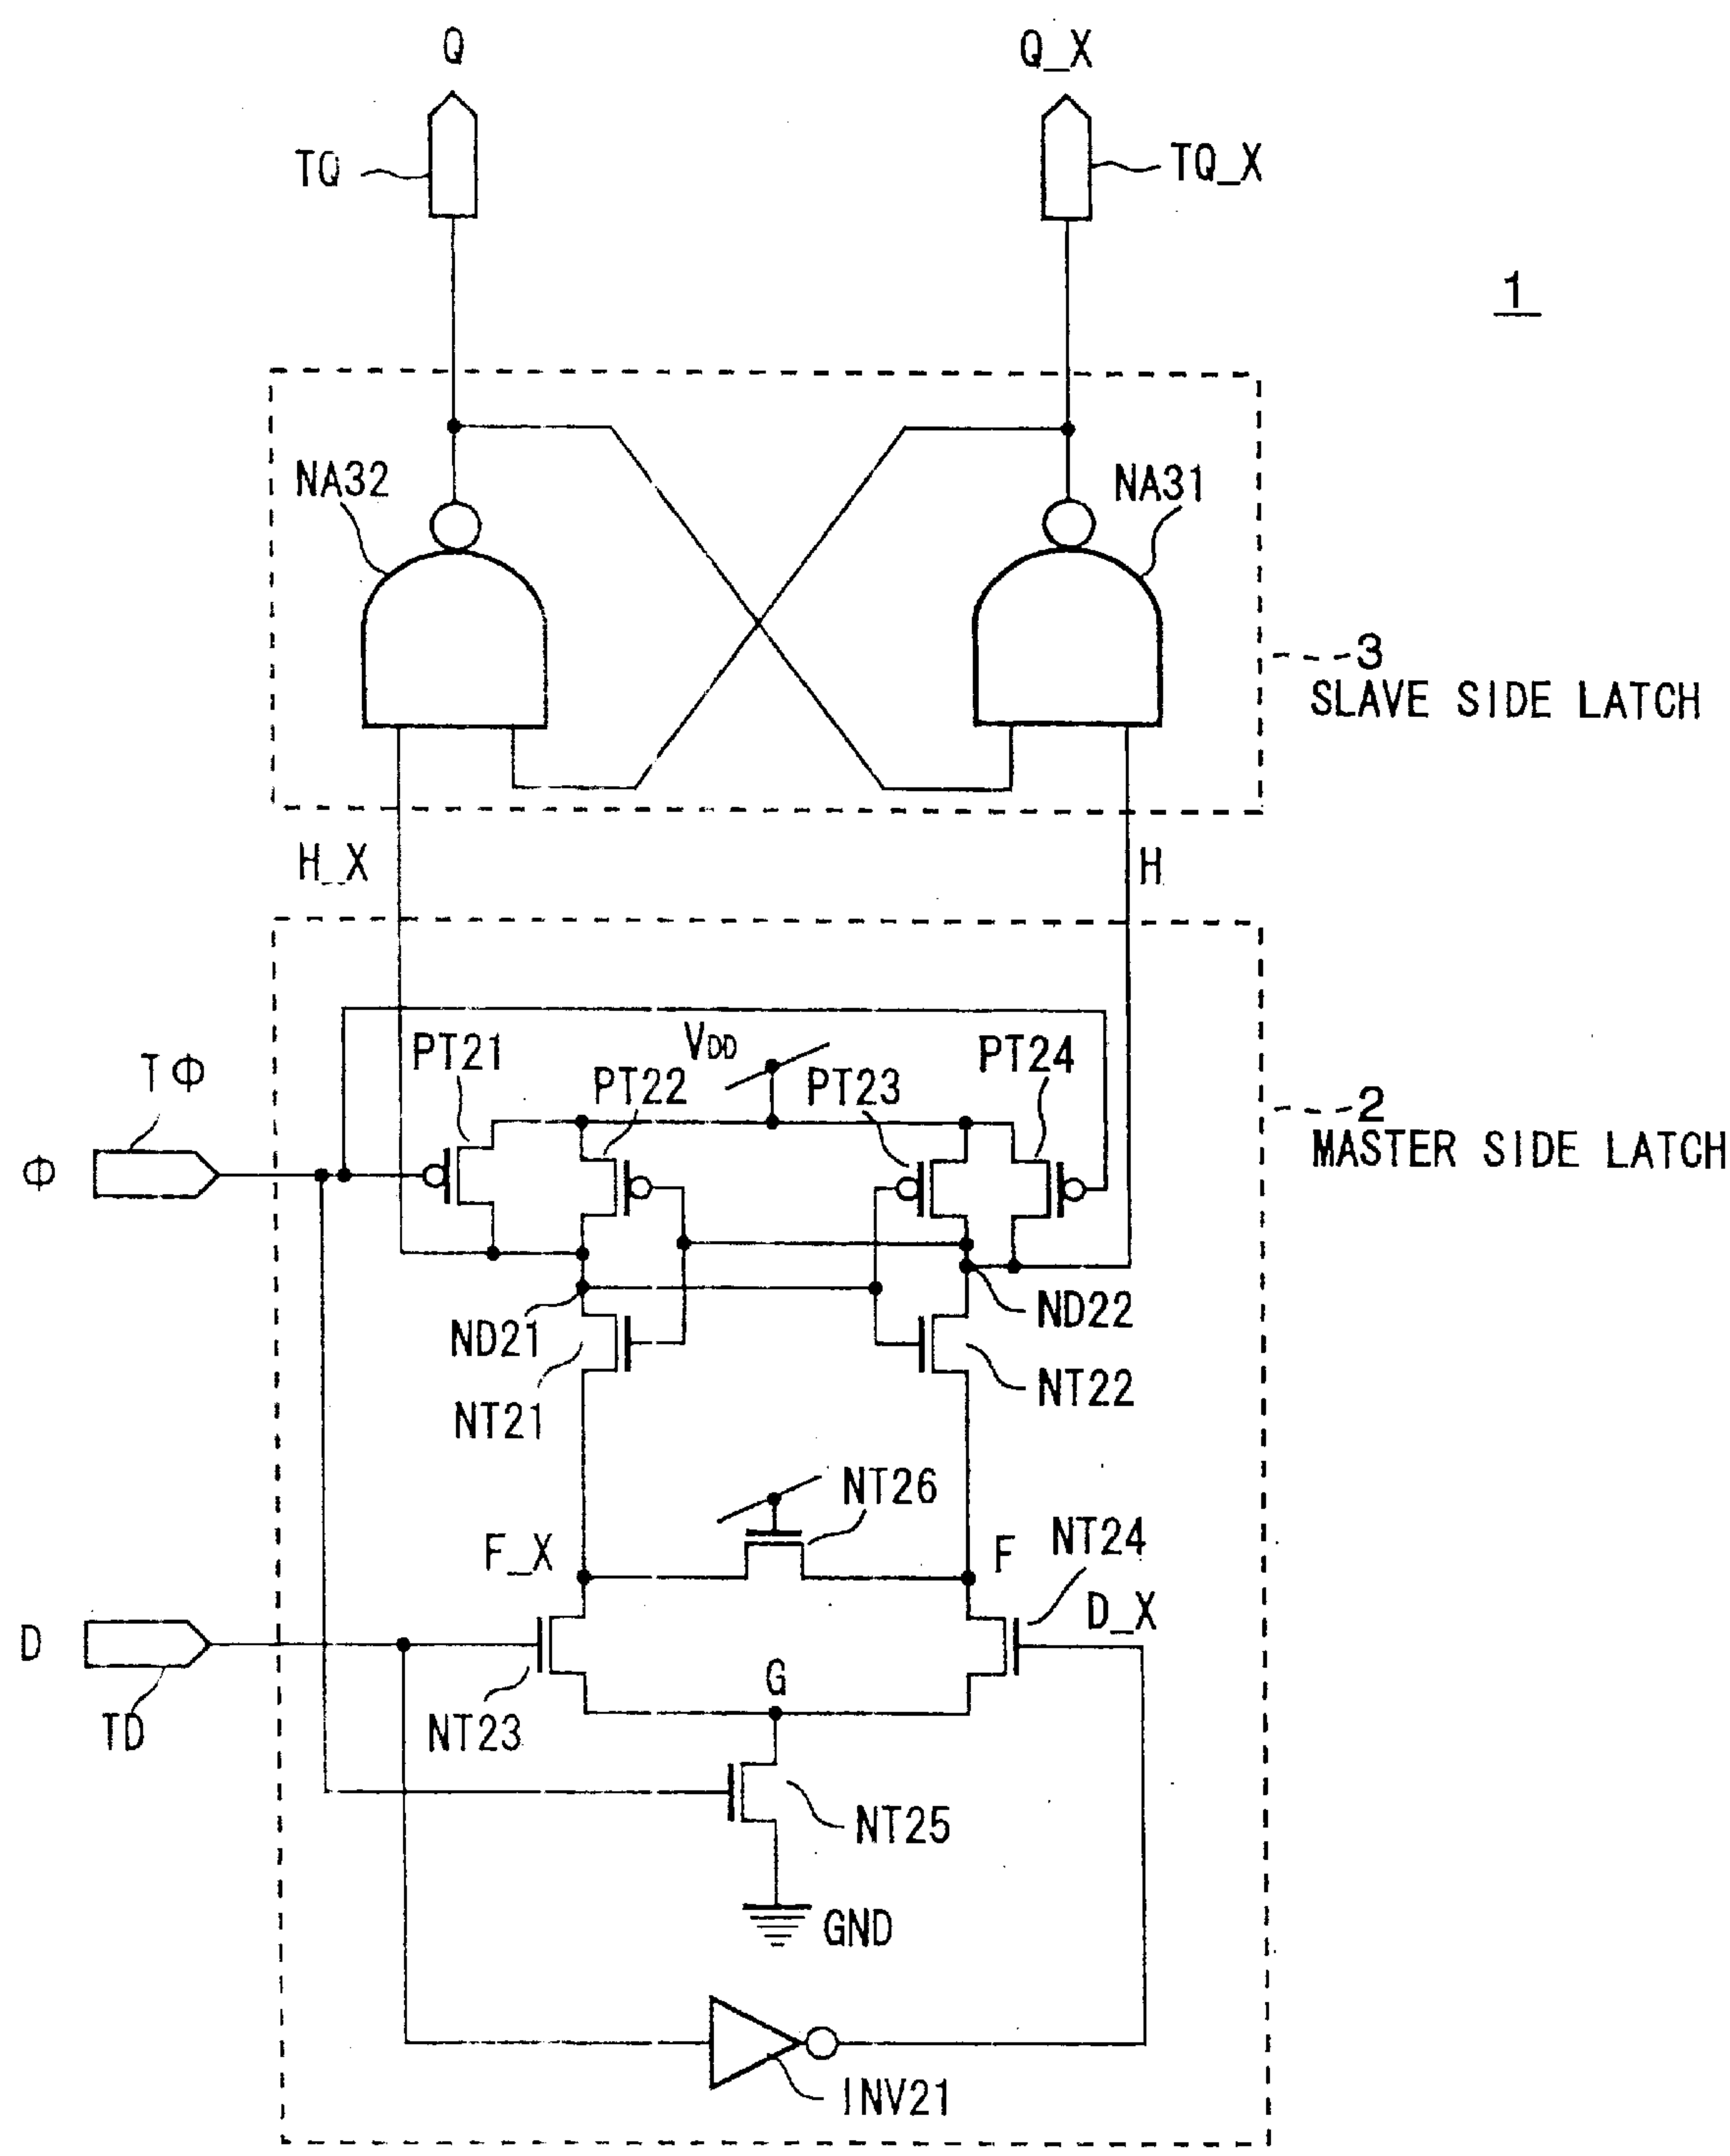 Q Q_X
TQ TQ_X
1
NA32 NA31
3
SLAVE SIDE LATCH
H_X H
TΦ PT21 VDD PT24
PT22 PT23
2
MASTER SIDE LATCH
Φ
ND21 ND22
NT21 NT22
NT26
F_X F NT24
D_X
D
G
TD NT23
NT25
GND
INV21